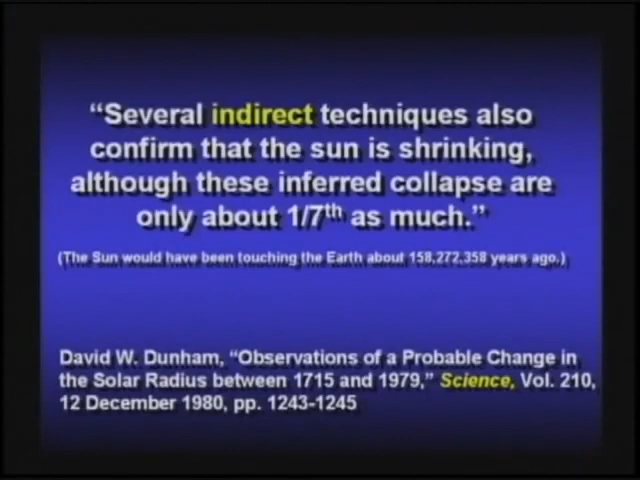 “Several indirect techniques also
confirm that the sun is shrinking,
although these inferred collapse are
only about 1/7th as much.”
(The Sun would have been touching the Earth about 158,272,358 years ago.)
David W. Dunham, “Observations of a Probable Change in
the Solar Radius between 1715 and 1979,” Science, Vol. 210,
12 December 1980, pp. 1243-1245